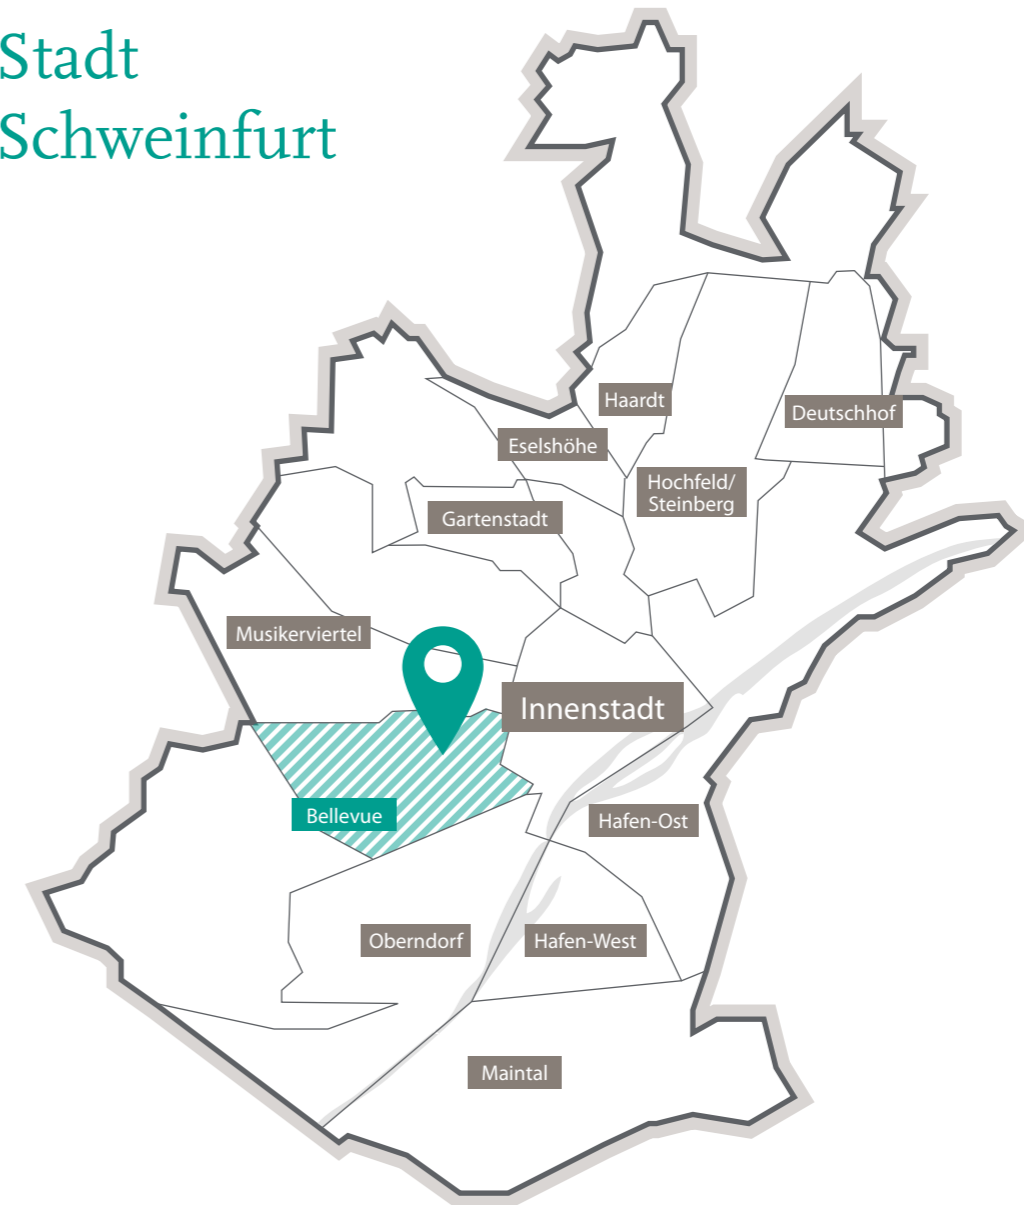 Stadt
Schweinfurt
Haardt
Deutschhof
Eselshöhe
Hochfeld/
Steinberg
Gartenstadt
Musikerviertel
Innenstadt
Bellevue
Hafen-Ost
Oberndorf
Hafen-West
Maintal